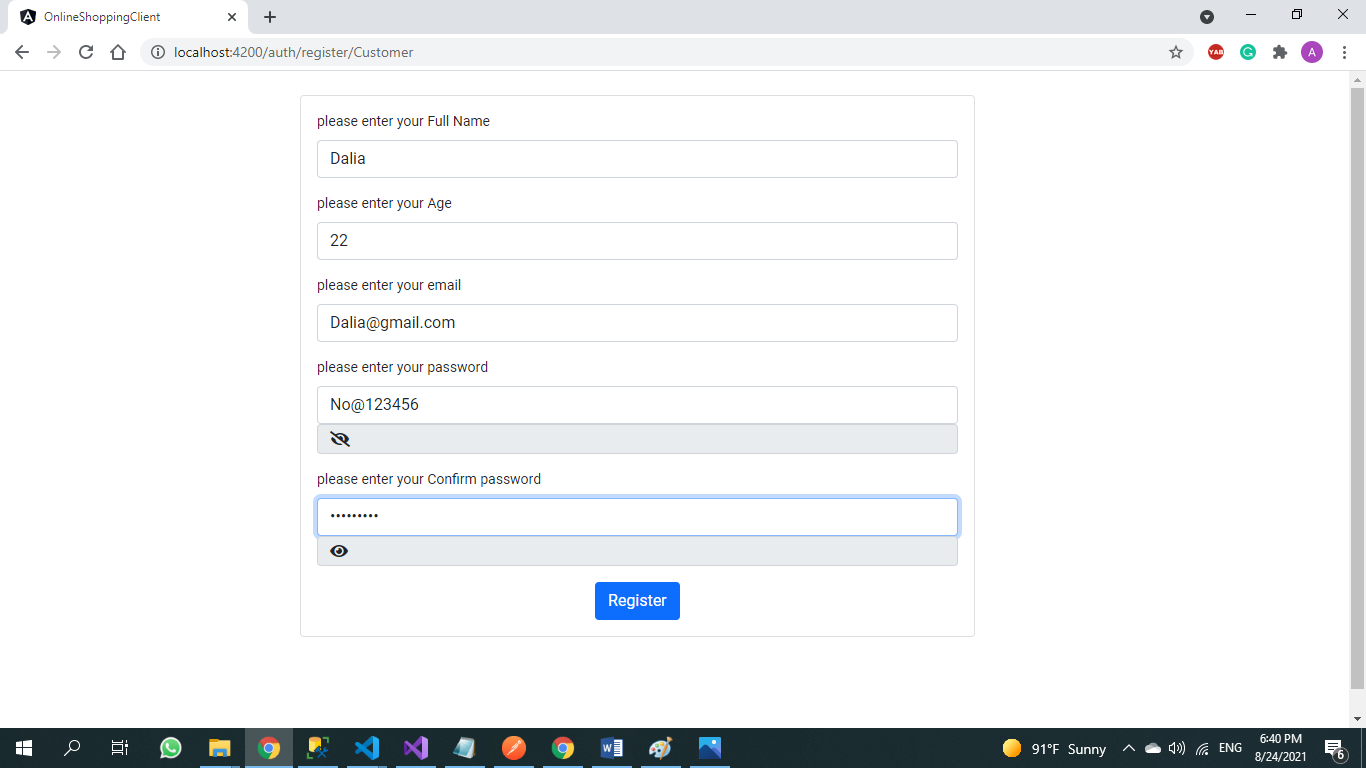 OnlineShoppingClient
localhost:4200/auth/register/Customer
YAB
A
please enter your Full Name
Dalia
please enter your Age
22
please enter your email
Dalia@gmail.com
please enter your password
No@123456
please enter your Confirm password
•••••••••
Register
91°F Sunny
ENG
6:40 PM
8/24/2021
6